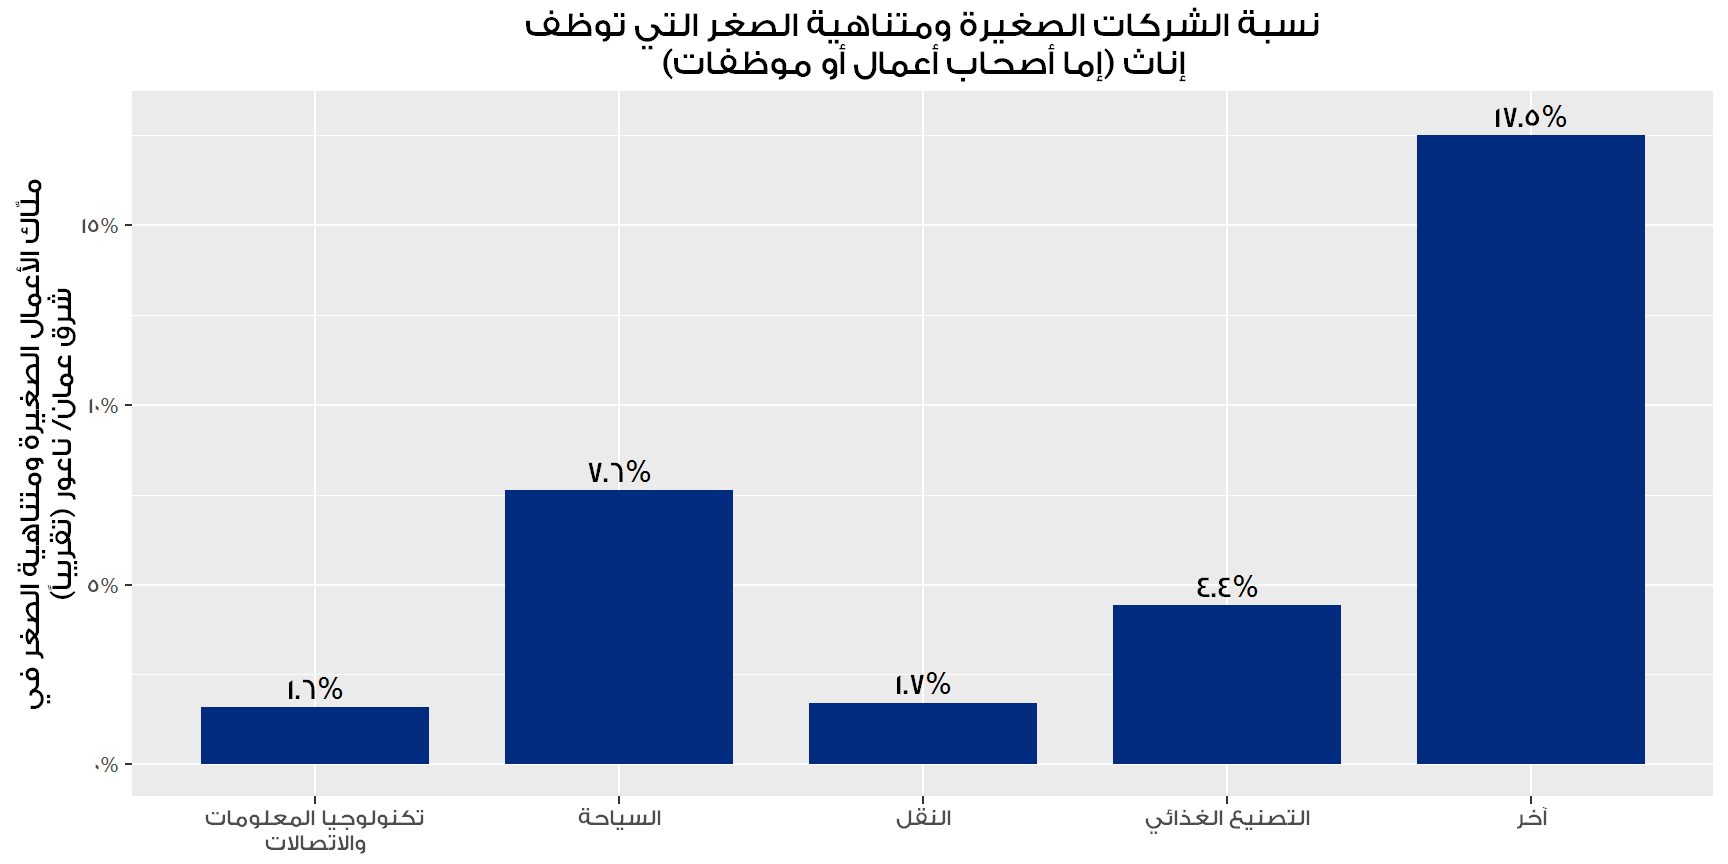 نسبة الشركات الصغيرة ومتناهية الصغر التي توظف
إناث (إما أصحاب أعمال أو موظفات)
ملّاك الأعمال الصغيرة ومتناهية الصغر في
شرق عمان/ ناعور (تقريباً)
١٥%
١٠%
٥%
٠%
١.٦%
٧.٦%
١.٧%
٤.٤%
١٧.٥%
تكنولوجيا المعلومات
والاتصالات
السياحة
النقل
التصنيع الغذائي
آخر